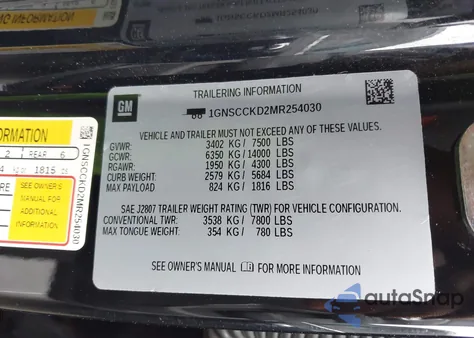 TRAILERING INFORMATION
GM
1GNSCCKD2MR254030
VEHICLE AND TRAILER MUST NOT EXCEED ANY OF THESE VALUES:
GVWR: 3402 KG / 7500 LBS
GCWR: 6350 KG / 14000 LBS
RGAWR: 1950 KG / 4300 LBS
CURB WEIGHT: 2579 KG / 5684 LBS
MAX PAYLOAD 824 KG / 1816 LBS
SAE J2807 TRAILER WEIGHT RATING (TWR) FOR VEHICLE CONFIGURATION.
CONVENTIONAL TWR: 3538 KG / 7800 LBS
MAX TONGUE WEIGHT: 354 KG / 780 LBS
SEE OWNER'S MANUAL FOR MORE INFORMATION
ORMATION
2 REAR 6
1815
SEE OWNER'S
MANUAL FOR
ADDITIONAL
INFORMATION
1GNSCCKD2MR254030
autoSnap